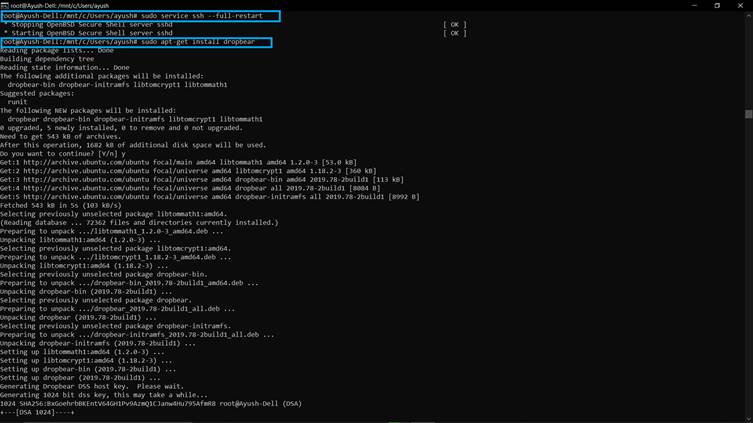 root@Ayush-Dell: /mnt/c/Users/ayush
root@Ayush-Dell:/mnt/c/Users/ayush# sudo service ssh --full-restart
* Stopping OpenBSD Secure Shell server sshd [ OK ]
* Starting OpenBSD Secure Shell server sshd [ OK ]
root@Ayush-Dell:/mnt/c/Users/ayush# sudo apt-get install dropbear
Reading package lists... Done
Building dependency tree
Reading state information... Done
The following additional packages will be installed:
dropbear-bin dropbear-initramfs libtomcrypt1 libtommath1
Suggested packages:
runit
The following NEW packages will be installed:
dropbear dropbear-bin dropbear-initramfs libtomcrypt1 libtommath1
0 upgraded, 5 newly installed, 0 to remove and 0 not upgraded.
Need to get 543 kB of archives.
After this operation, 1682 kB of additional disk space will be used.
Do you want to continue? [Y/n] y
Get:1 http://archive.ubuntu.com/ubuntu focal/main amd64 libtommath1 amd64 1.2.0-3 [53.0 kB]
Get:2 http://archive.ubuntu.com/ubuntu focal/universe amd64 libtomcrypt1 amd64 1.18.2-3 [360 kB]
Get:3 http://archive.ubuntu.com/ubuntu focal/universe amd64 dropbear-bin amd64 2019.78-2build1 [113 kB]
Get:4 http://archive.ubuntu.com/ubuntu focal/universe amd64 dropbear all 2019.78-2build1 [8084 B]
Get:5 http://archive.ubuntu.com/ubuntu focal/universe amd64 dropbear-initramfs all 2019.78-2build1 [8992 B]
Fetched 543 kB in 5s (103 kB/s)
Selecting previously unselected package libtommath1:amd64.
(Reading database ... 72362 files and directories currently installed.)
Preparing to unpack .../libtommath1_1.2.0-3_amd64.deb ...
Unpacking libtommath1:amd64 (1.2.0-3) ...
Selecting previously unselected package libtomcrypt1:amd64.
Preparing to unpack .../libtomcrypt1_1.18.2-3_amd64.deb ...
Unpacking libtomcrypt1:amd64 (1.18.2-3) ...
Selecting previously unselected package dropbear-bin.
Preparing to unpack .../dropbear-bin_2019.78-2build1_amd64.deb ...
Unpacking dropbear-bin (2019.78-2build1) ...
Selecting previously unselected package dropbear.
Preparing to unpack .../dropbear_2019.78-2build1_all.deb ...
Unpacking dropbear (2019.78-2build1) ...
Selecting previously unselected package dropbear-initramfs.
Preparing to unpack .../dropbear-initramfs_2019.78-2build1_all.deb ...
Unpacking dropbear-initramfs (2019.78-2build1) ...
Setting up libtommath1:amd64 (1.2.0-3) ...
Setting up libtomcrypt1:amd64 (1.18.2-3) ...
Setting up dropbear-bin (2019.78-2build1) ...
Setting up dropbear (2019.78-2build1) ...
Generating Dropbear DSS host key.  Please wait.
Generating 1024 bit dss key, this may take a while...
1024 SHA256:BxGoehrbBKEntV64GH1Pv9AzmQ1CJanw4Hu795AfmR8 root@Ayush-Dell (DSA)
+---[DSA 1024]----+